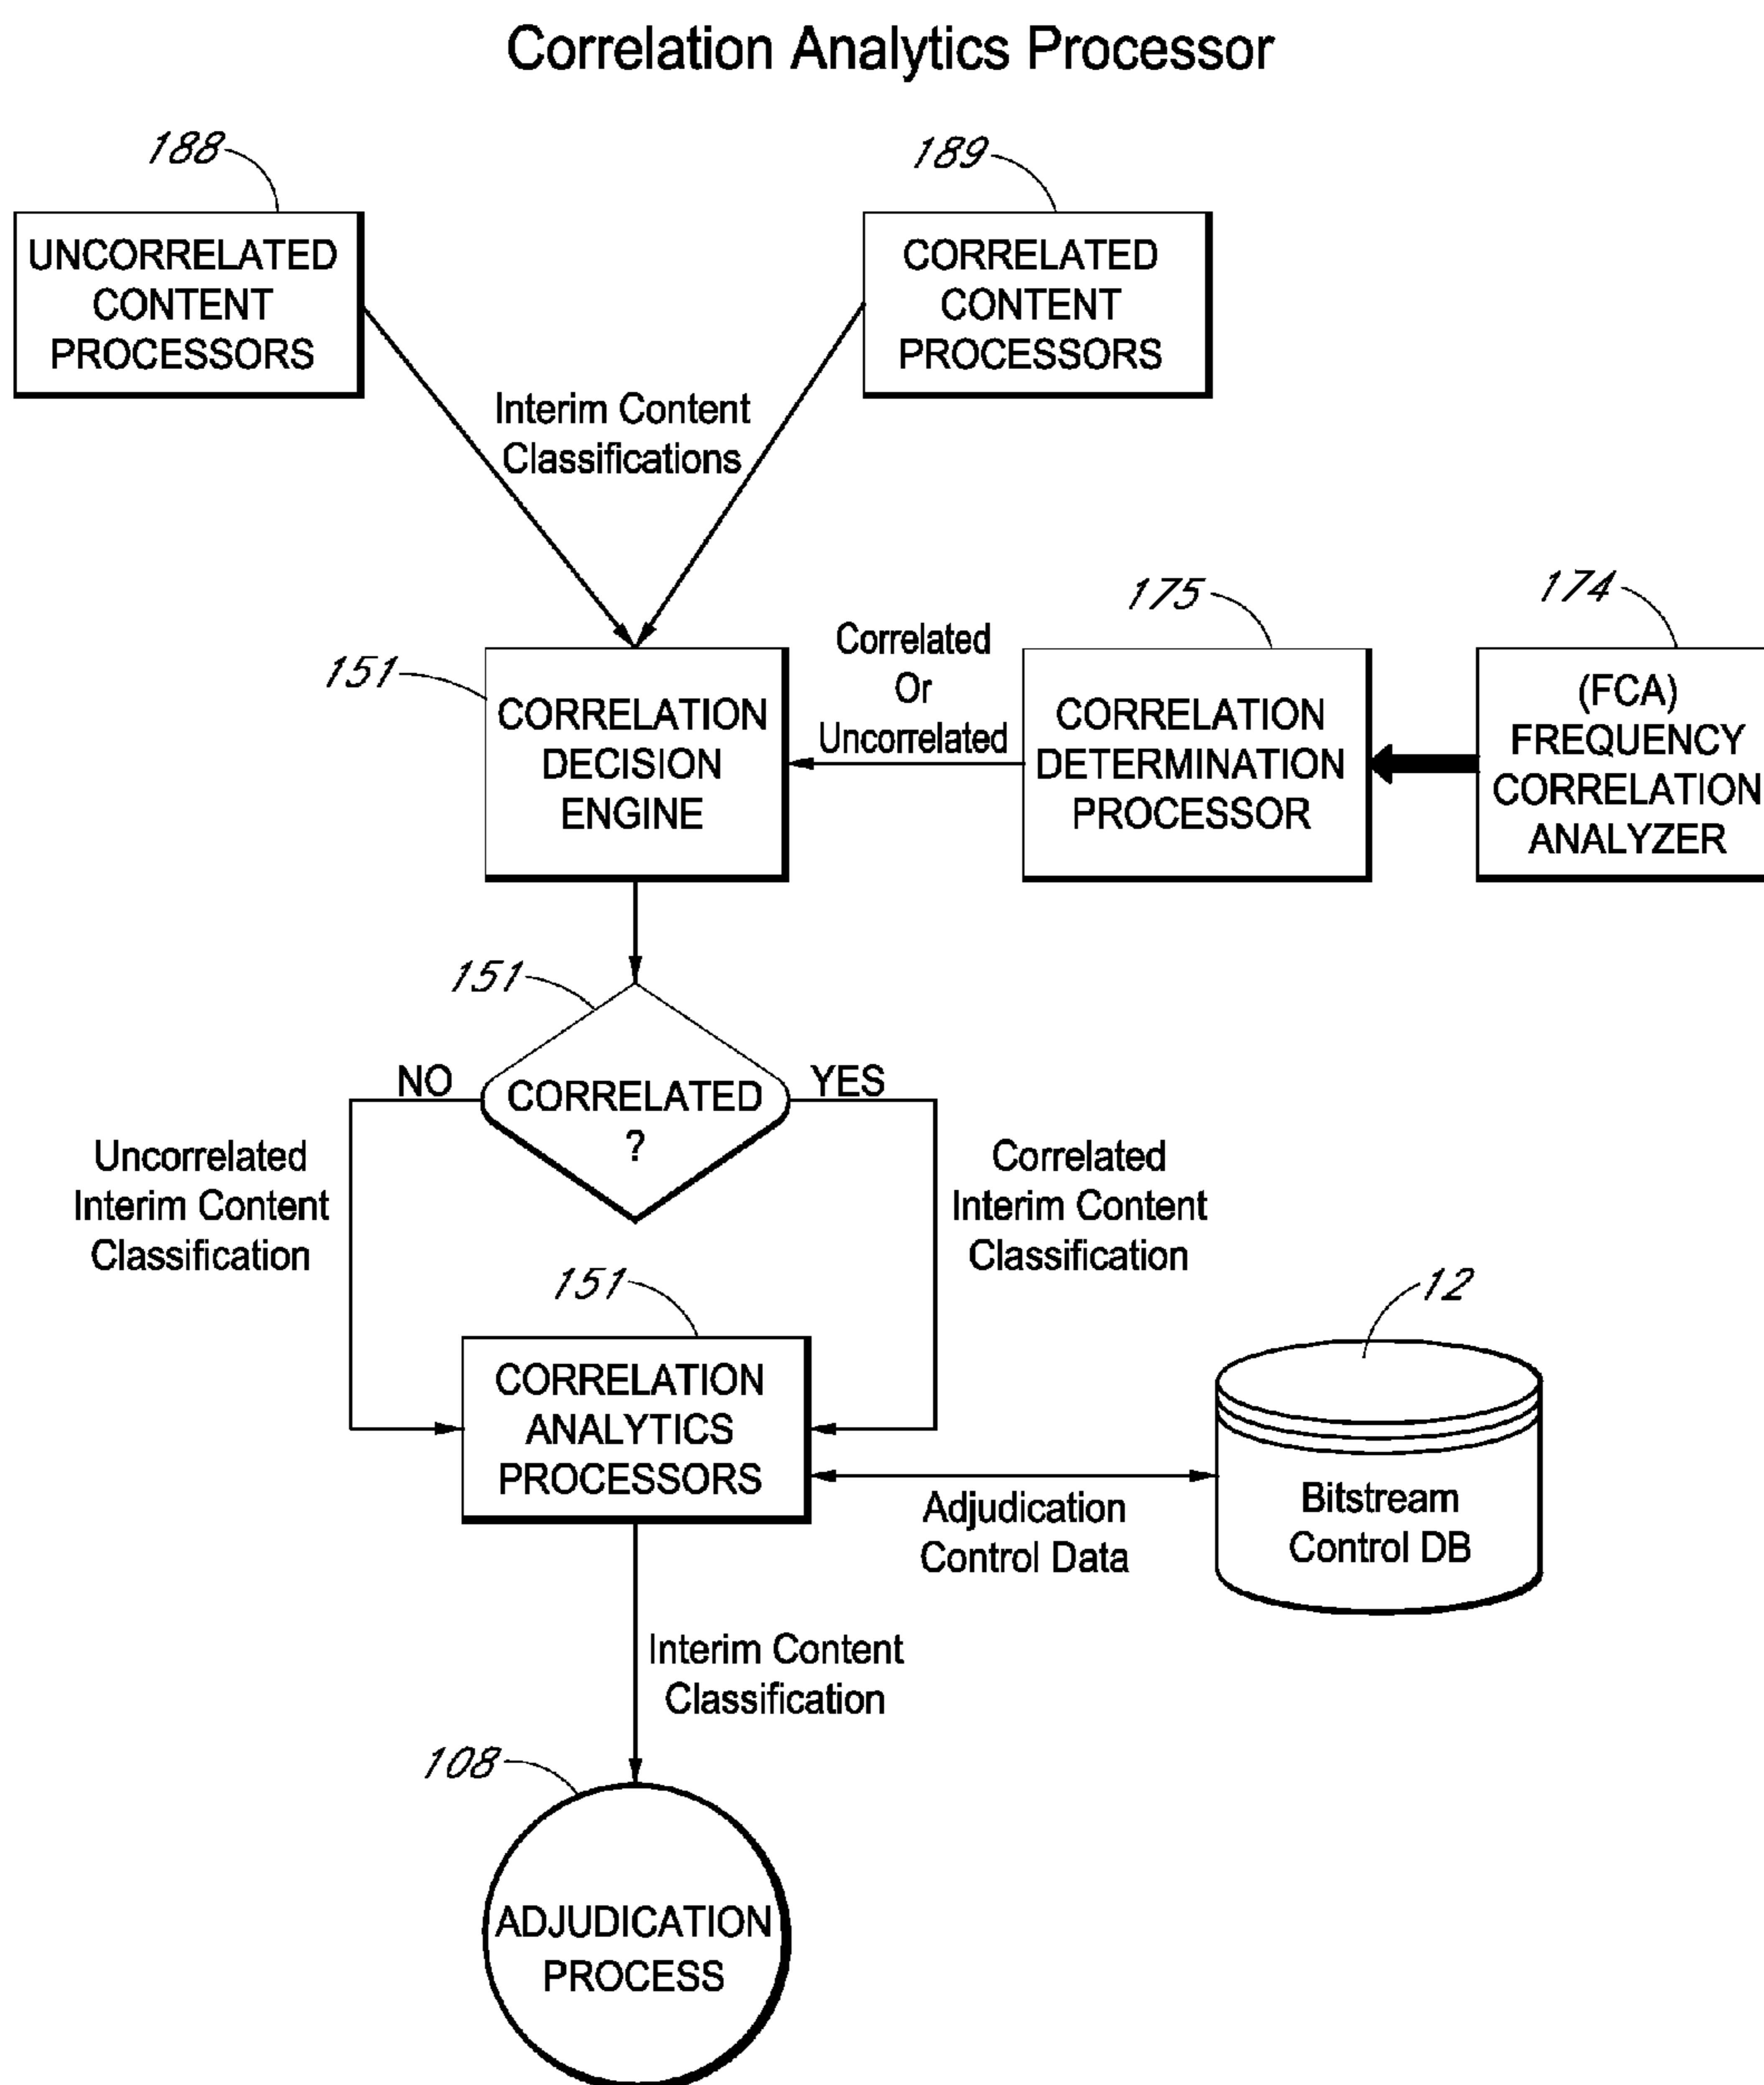 Correlation Analytics Processor
188
189
UNCORRELATED
CONTENT
PROCESSORS
CORRELATED
CONTENT
PROCESSORS
Interim Content
Classifications
151
CORRELATION
DECISION
ENGINE
Correlated
Or
Uncorrelated
175
CORRELATION
DETERMINATION
PROCESSOR
174
(FCA)
FREQUENCY
CORRELATION
ANALYZER
151
CORRELATED
?
NO
YES
Uncorrelated
Interim Content
Classification
Correlated
Interim Content
Classification
151
CORRELATION
ANALYTICS
PROCESSORS
Adjudication
Control Data
12
Bitstream
Control DB
Interim Content
Classification
108
ADJUDICATION
PROCESS